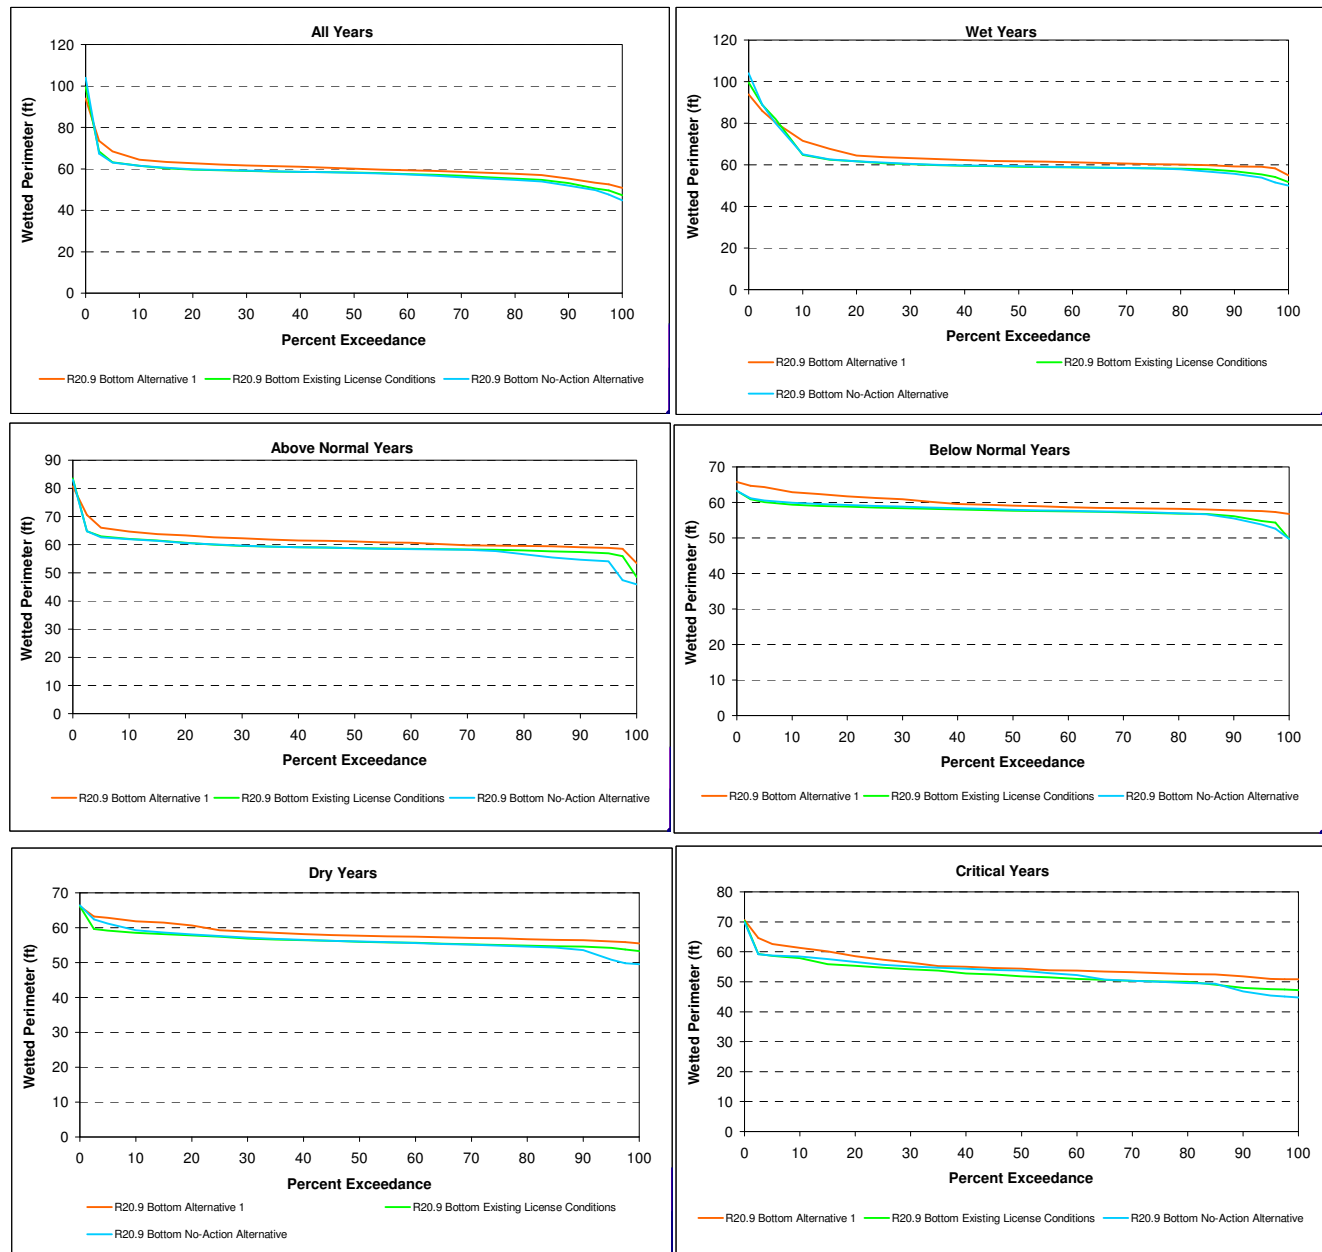 All Years
Wetted Perimeter (ft)
120
100
80
60
40
20
0
0 10 20 30 40 50 60 70 80 90 100
Percent Exceedance
R20.9 Bottom Alternative 1 R20.9 Bottom Existing License Conditions R20.9 Bottom No-Action Alternative
Wet Years
Wetted Perimeter (ft)
120
100
80
60
40
20
0
0 10 20 30 40 50 60 70 80 90 100
Percent Exceedance
R20.9 Bottom Alternative 1 R20.9 Bottom Existing License Conditions
R20.9 Bottom No-Action Alternative
Above Normal Years
Wetted Perimeter (ft)
90
80
70
60
50
40
30
20
10
0
0 10 20 30 40 50 60 70 80 90 100
Percent Exceedance
R20.9 Bottom Alternative 1 R20.9 Bottom Existing License Conditions R20.9 Bottom No-Action Alternative
Below Normal Years
Wetted Perimeter (ft)
70
60
50
40
30
20
10
0
0 10 20 30 40 50 60 70 80 90 100
Percent Exceedance
R20.9 Bottom Alternative 1 R20.9 Bottom Existing License Conditions R20.9 Bottom No-Action Alternative
Dry Years
Wetted Perimeter (ft)
70
60
50
40
30
20
10
0
0 10 20 30 40 50 60 70 80 90 100
Percent Exceedance
R20.9 Bottom Alternative 1 R20.9 Bottom Existing License Conditions
R20.9 Bottom No-Action Alternative
Critical Years
Wetted Perimeter (ft)
80
70
60
50
40
30
20
10
0
0 10 20 30 40 50 60 70 80 90 100
Percent Exceedance
R20.9 Bottom Alternative 1 R20.9 Bottom Existing License Conditions R20.9 Bottom No-Action Alternative